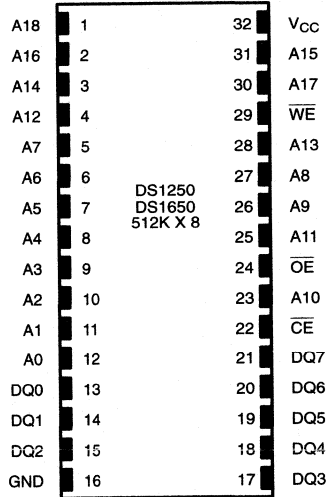 A18 1 32 VCC
A16 2 31 A15
A14 3 30 A17
A12 4 29 W̅E̅
A7 5 28 A13
A6 6 27 A8
DS1250
A5 7 DS1650 26 A9
512K X 8
A4 8 25 A11
A3 9 24 O̅E̅
A2 10 23 A10
A1 11 22 C̅E̅
A0 12 21 DQ7
DQ0 13 20 DQ6
DQ1 14 19 DQ5
DQ2 15 18 DQ4
GND 16 17 DQ3